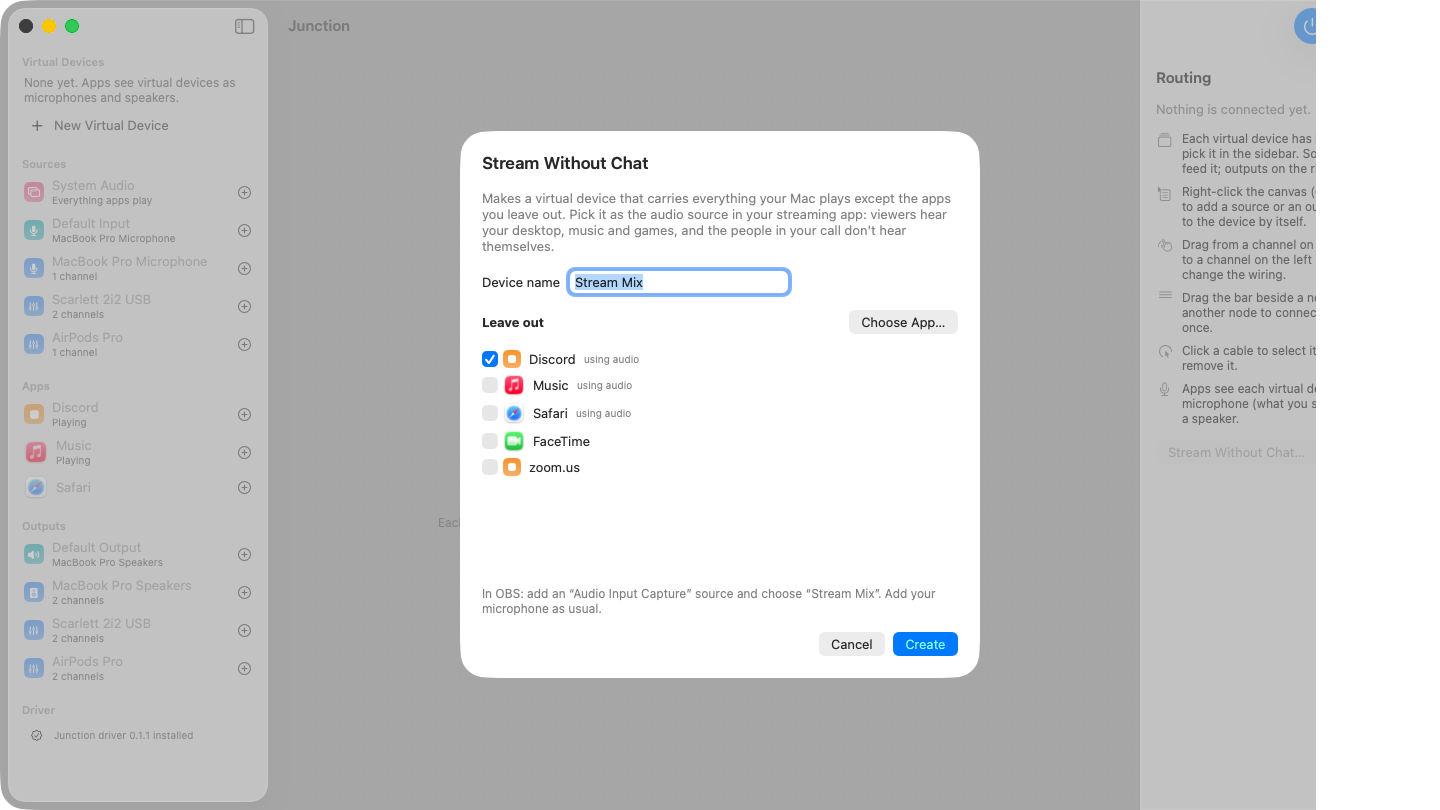 Junction
Virtual Devices
None yet. Apps see virtual devices as
microphones and speakers.
New Virtual Device
Sources
System Audio
Everything apps play
Default Input
MacBook Pro Microphone
MacBook Pro Microphone
1 channel
Scarlett 2i2 USB
2 channels
AirPods Pro
1 channel
Apps
Discord
Playing
Music
Playing
Safari
Outputs
Default Output
MacBook Pro Speakers
MacBook Pro Speakers
2 channels
Scarlett 2i2 USB
2 channels
AirPods Pro
2 channels
Driver
Junction driver 0.1.1 installed
Stream Without Chat
Makes a virtual device that carries everything your Mac plays except the apps
you leave out. Pick it as the audio source in your streaming app: viewers hear
your desktop, music and games, and the people in your call don't hear
themselves.
Device name Stream Mix
Leave out
Choose App...
Discord using audio
Music using audio
Safari using audio
FaceTime
zoom.us
In OBS: add an “Audio Input Capture” source and choose “Stream Mix”. Add your
microphone as usual.
Cancel Create
Routing
Nothing is connected yet.
Each virtual device has
pick it in the sidebar.
feed it; outputs on the
Right-click the canvas
to add a source or an
to the device by itself.
Drag from a channel on
to a channel on the left
change the wiring.
Drag the bar beside a
another node to
once.
Click a cable to select it
remove it.
Apps see each virtual
microphone (what you
a speaker.
Stream Without Chat...